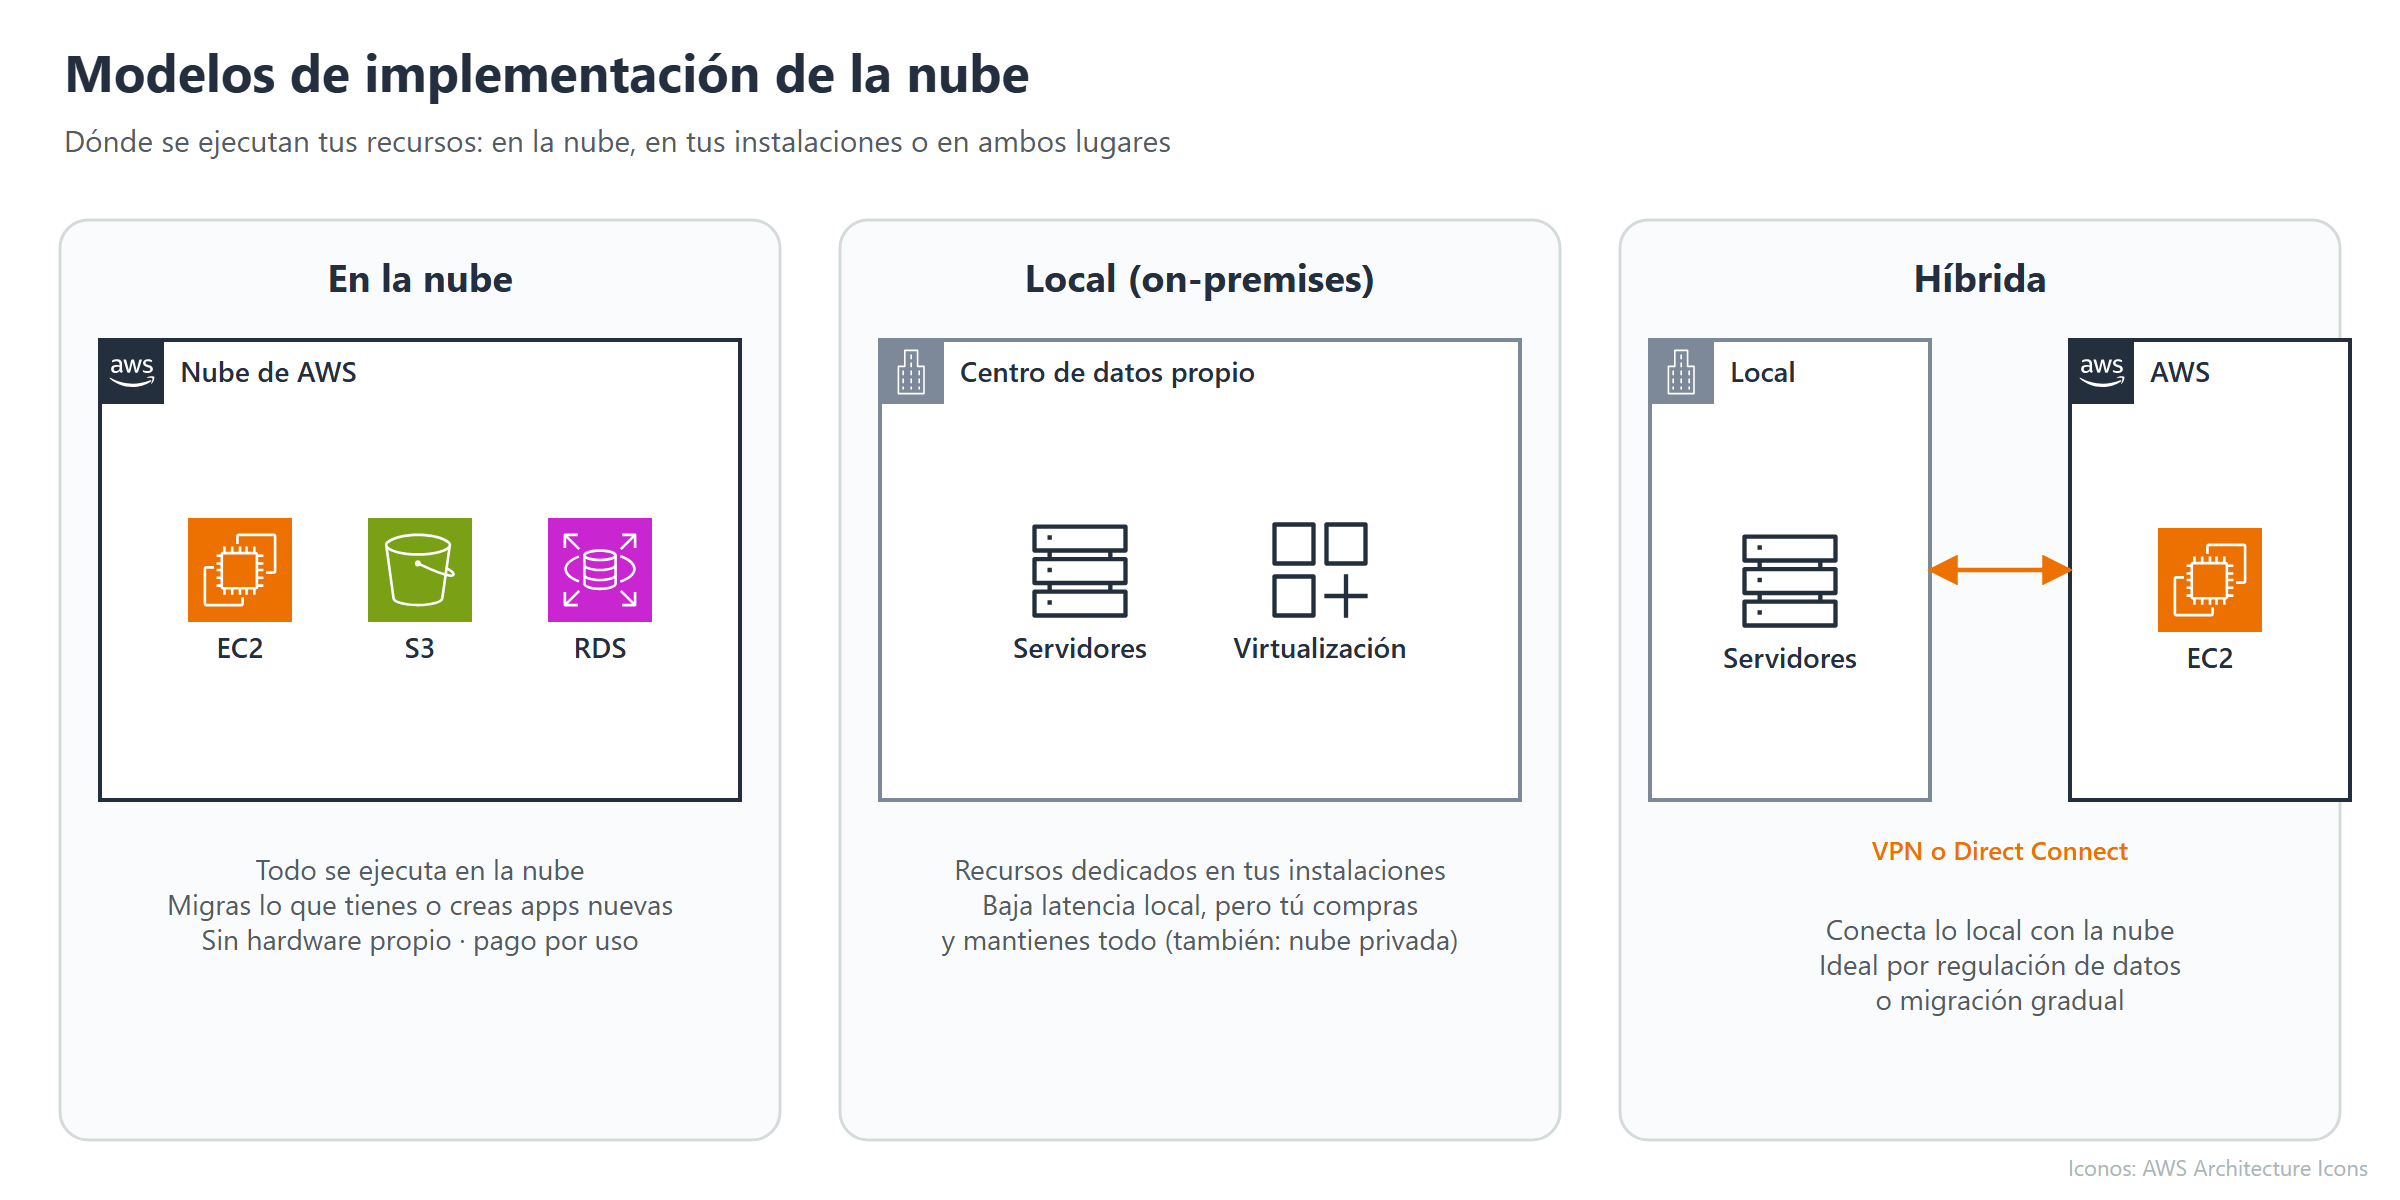 Modelos de implementación de la nube
Dónde se ejecutan tus recursos: en la nube, en tus instalaciones o en ambos lugares
En la nube
aws
Nube de AWS
EC2
S3
RDS
Todo se ejecuta en la nube
Migras lo que tienes o creas apps nuevas
Sin hardware propio · pago por uso
Local (on-premises)
Centro de datos propio
Servidores
Virtualización
Recursos dedicados en tus instalaciones
Baja latencia local, pero tú compras
y mantienes todo (también: nube privada)
Híbrida
Local
Servidores
aws
AWS
EC2
VPN o Direct Connect
Conecta lo local con la nube
Ideal por regulación de datos
o migración gradual
Iconos: AWS Architecture Icons